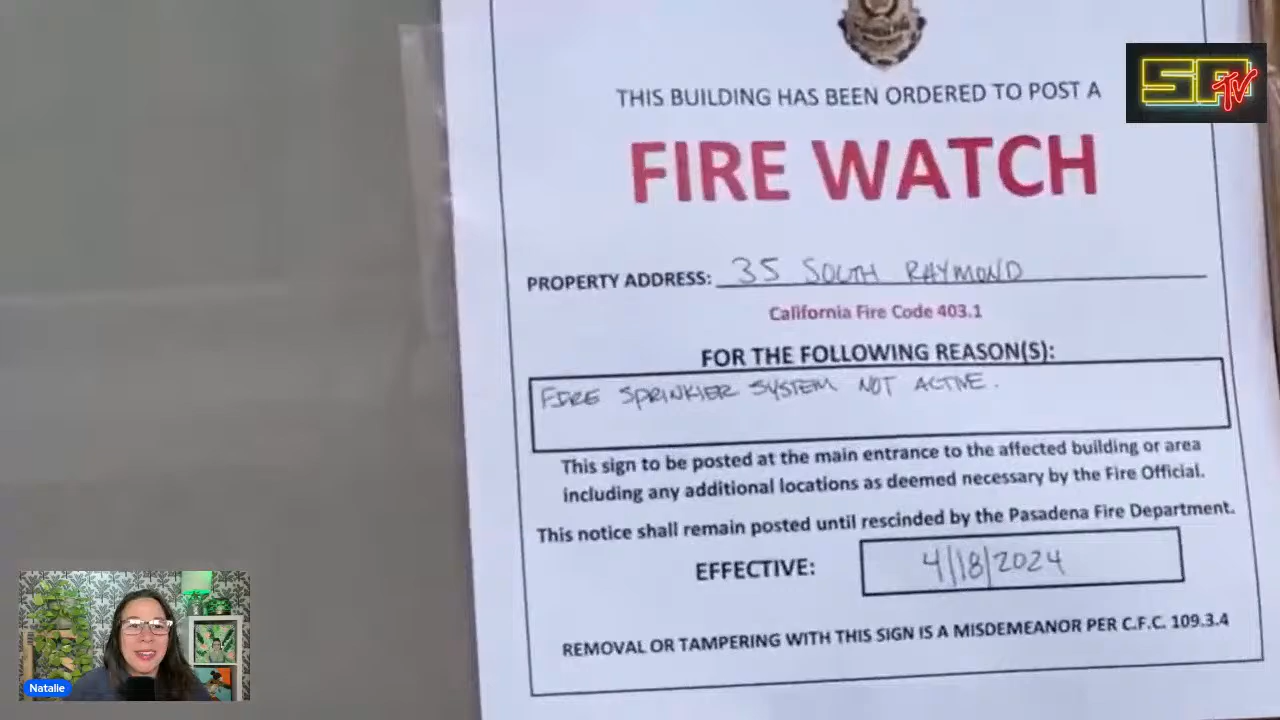 SPTV
THIS BUILDING HAS BEEN ORDERED TO POST A
FIRE WATCH
PROPERTY ADDRESS: 35 SOUTH RAYMOND
California Fire Code 403.1
FOR THE FOLLOWING REASON(S):
FIRE SPRINKLER SYSTEM NOT ACTIVE.
This sign to be posted at the main entrance to the affected building or area
including any additional locations as deemed necessary by the Fire Official.
This notice shall remain posted until rescinded by the Pasadena Fire Department.
EFFECTIVE: 4/18/2024
REMOVAL OR TAMPERING WITH THIS SIGN IS A MISDEMEANOR PER C.F.C. 109.3.4
Natalie